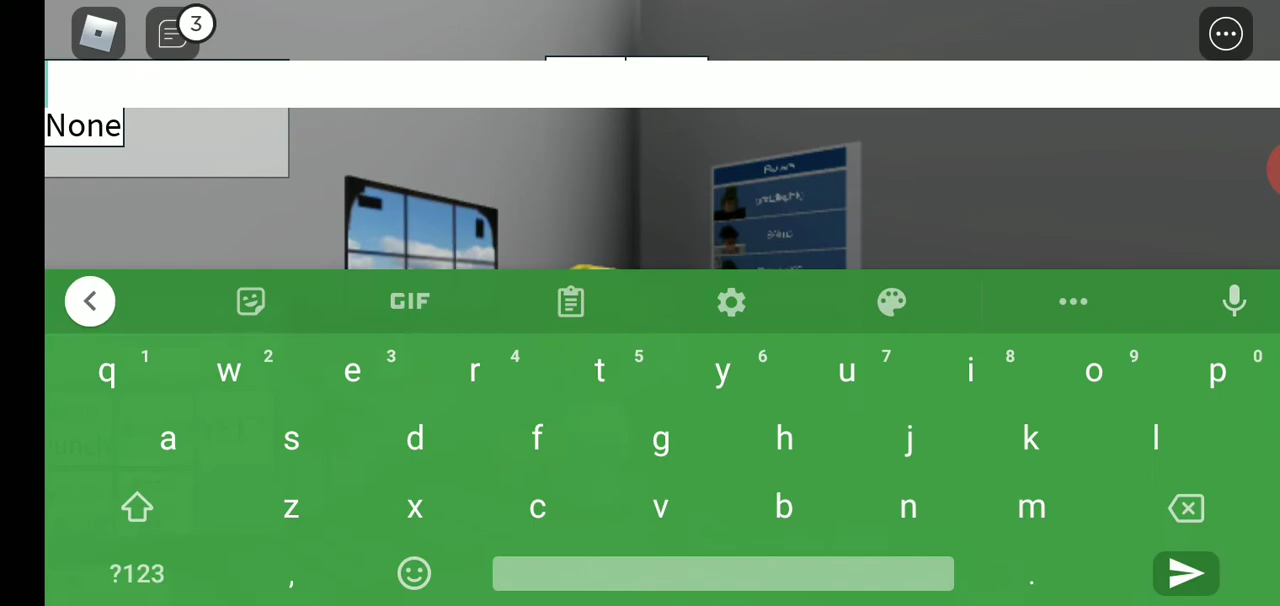 3
None
GIF
q 1 w 2 e 3 r 4 t 5 y 6 u 7 i 8 o 9 p 0
a s d f g h j k l
z x c v b n m
?123 , .